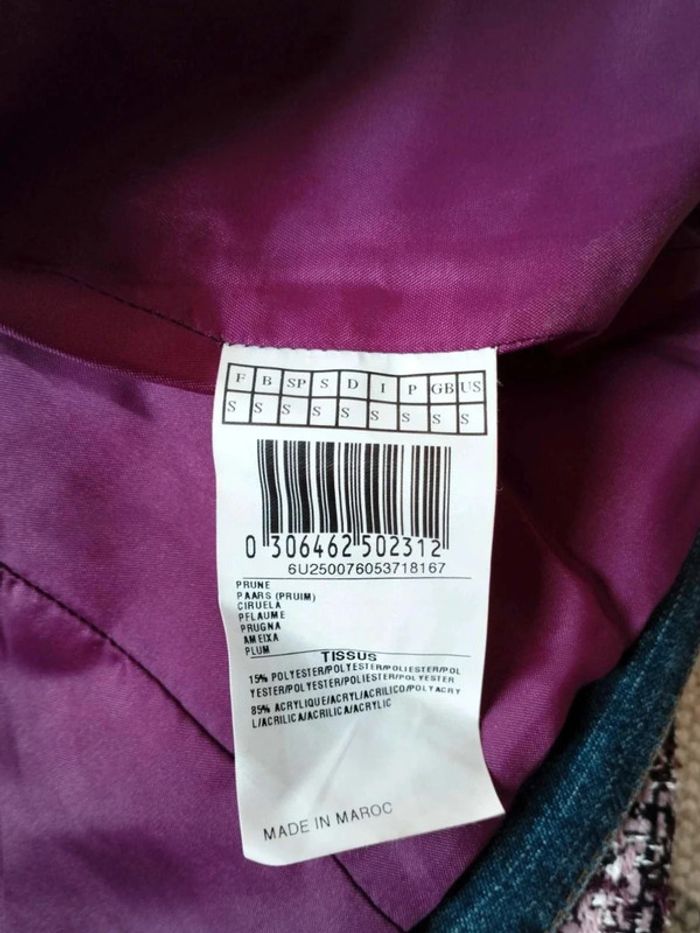 F B SP S D I P GB US
S S S S S S S S S
0 306462 502312
6U250076053718167
PRUNE
PAARS (PRUIM)
CIRUELA
PFLAUME
PRUGNA
AMEIXA
PLUM
TISSUS
15% POLYESTER/POLYESTER/POLIESTER/POL
YESTER/POLYESTER/POLIESTER/POLYESTER
85% ACRYLIQUE/ACRYL/ACRILICO/POLYACRY
L/ACRILICA/ACRILICA/ACRYLIC
MADE IN MAROC